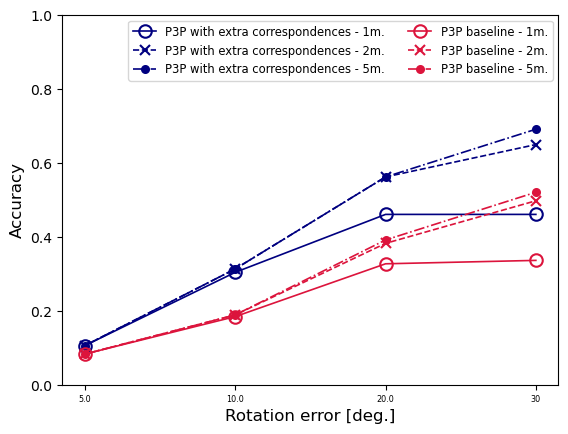 P3P with extra correspondences - 1m.
P3P with extra correspondences - 2m.
P3P with extra correspondences - 5m.
P3P baseline - 1m.
P3P baseline - 2m.
P3P baseline - 5m.
1.0
0.8
0.6
0.4
0.2
0.0
Accuracy
5.0 10.0 20.0 30
Rotation error [deg.]